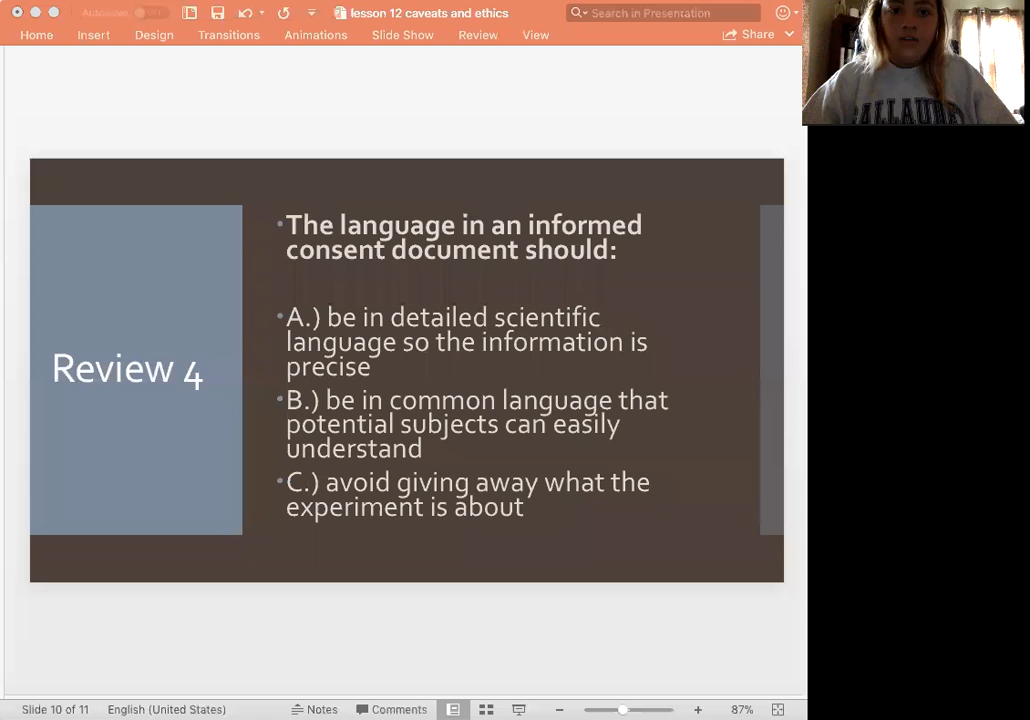 lesson 12 caveats and ethics
Search in Presentation
Home Insert Design Transitions Animations Slide Show Review View
Share
The language in an informed
consent document should:
A.) be in detailed scientific
language so the information is
precise
B.) be in common language that
potential subjects can easily
understand
C.) avoid giving away what the
experiment is about
Review 4
Slide 10 of 11
English (United States)
Notes
Comments
87%